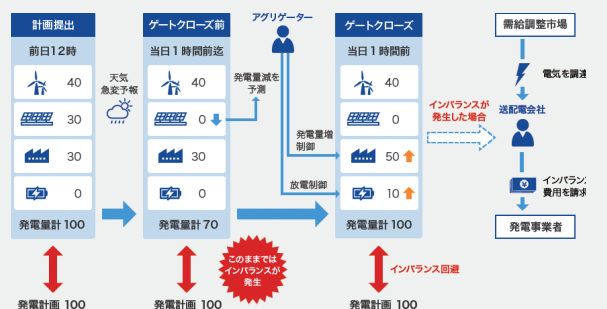 計画提出
前日12時
40
30
30
0
発電量計 100
発電計画 100
天気
急変予報
ゲートクローズ前
当日1時間前迄
40
0
30
0
発電量計 70
このままでは
インバランスが
発生
発電計画 100
アグリゲーター
発電量減を
予測
発電量増
制御
放電制御
ゲートクローズ
当日1時間前
40
0
50
10
発電量計 100
インバランス回避
発電計画 100
インバランスが
発生した場合
需給調整市場
電気を調達
送配電会社
¥
インバランス
費用を請求
発電事業者